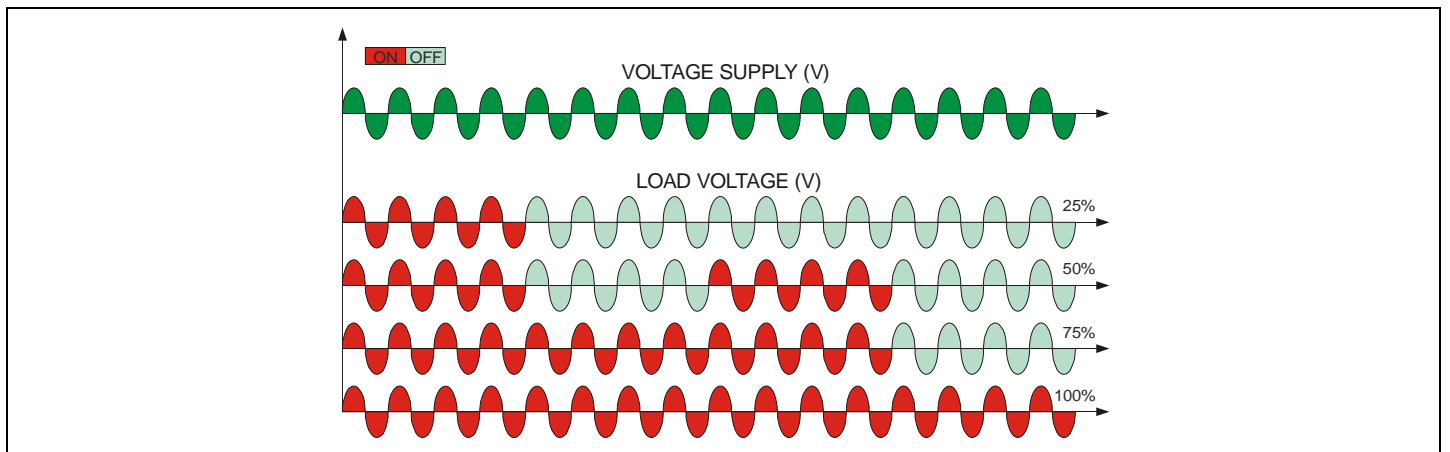 ON OFF
VOLTAGE SUPPLY (V)
LOAD VOLTAGE (V)
25%
50%
75%
100%